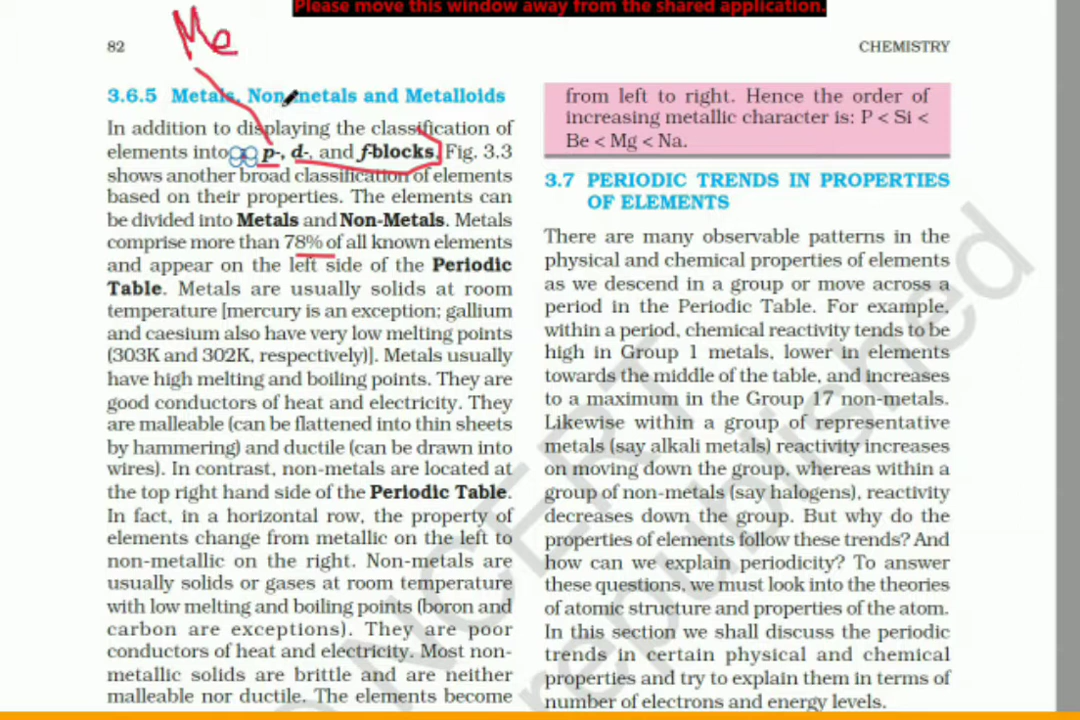 Please move this window away from the shared application.
Me
82
CHEMISTRY
3.6.5 Metals, Non-metals and Metalloids
In addition to displaying the classification of
elements into p-, d-, and f-blocks, Fig. 3.3
shows another broad classification of elements
based on their properties. The elements can
be divided into Metals and Non-Metals. Metals
comprise more than 78% of all known elements
and appear on the left side of the Periodic
Table. Metals are usually solids at room
temperature [mercury is an exception; gallium
and caesium also have very low melting points
(303K and 302K, respectively)]. Metals usually
have high melting and boiling points. They are
good conductors of heat and electricity. They
are malleable (can be flattened into thin sheets
by hammering) and ductile (can be drawn into
wires). In contrast, non-metals are located at
the top right hand side of the Periodic Table.
In fact, in a horizontal row, the property of
elements change from metallic on the left to
non-metallic on the right. Non-metals are
usually solids or gases at room temperature
with low melting and boiling points (boron and
carbon are exceptions). They are poor
conductors of heat and electricity. Most non-
metallic solids are brittle and are neither
malleable nor ductile. The elements become
from left to right. Hence the order of
increasing metallic character is: P < Si <
Be < Mg < Na.
3.7 PERIODIC TRENDS IN PROPERTIES
OF ELEMENTS
There are many observable patterns in the
physical and chemical properties of elements
as we descend in a group or move across a
period in the Periodic Table. For example,
within a period, chemical reactivity tends to be
high in Group 1 metals, lower in elements
towards the middle of the table, and increases
to a maximum in the Group 17 non-metals.
Likewise within a group of representative
metals (say alkali metals) reactivity increases
on moving down the group, whereas within a
group of non-metals (say halogens), reactivity
decreases down the group. But why do the
properties of elements follow these trends? And
how can we explain periodicity? To answer
these questions, we must look into the theories
of atomic structure and properties of the atom.
In this section we shall discuss the periodic
trends in certain physical and chemical
properties and try to explain them in terms of
number of electrons and energy levels.
NCERT
republished